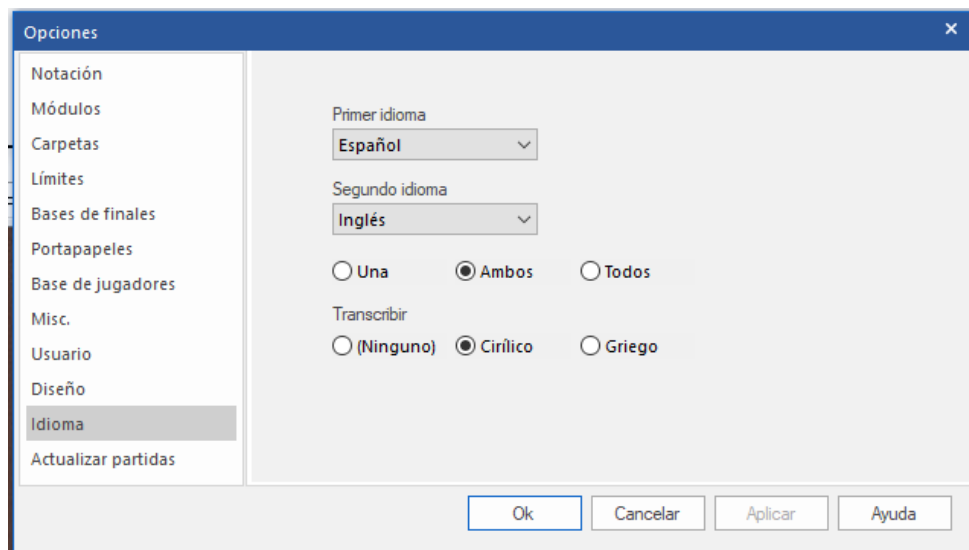 Opciones
Notación
Módulos
Carpetas
Límites
Bases de finales
Portapapeles
Base de jugadores
Misc.
Usuario
Diseño
Idioma
Actualizar partidas
Primer idioma
Español
Segundo idioma
Inglés
Una Ambos Todos
Transcribir
(Ninguno) Cirílico Griego
Ok Cancelar Aplicar Ayuda